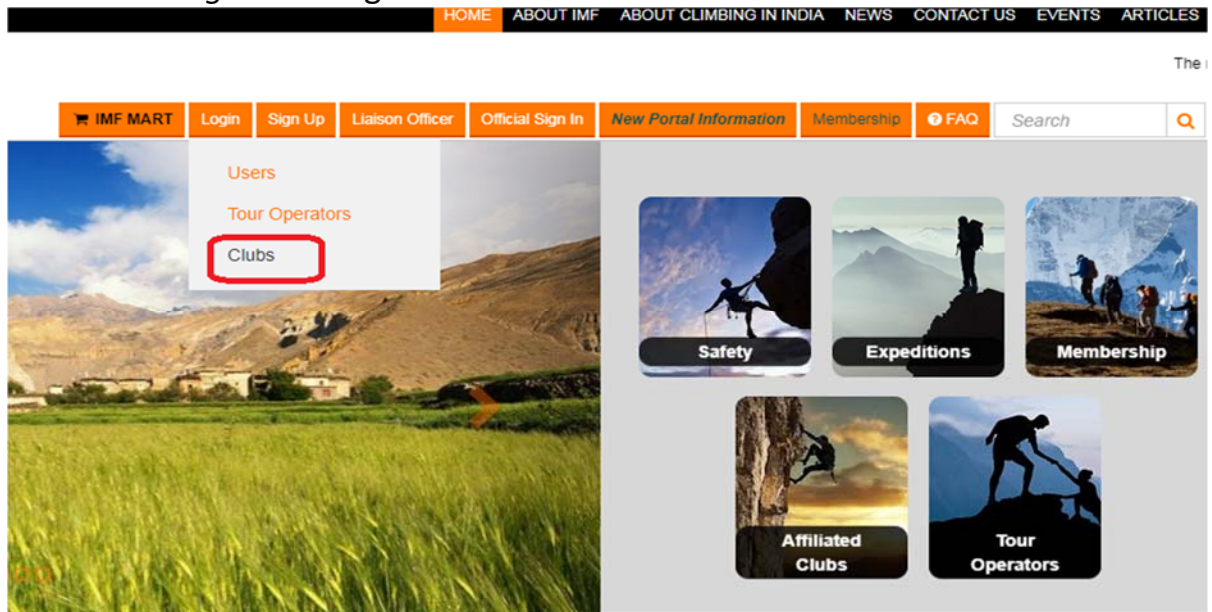 HOME ABOUT IMF ABOUT CLIMBING IN INDIA NEWS CONTACT US EVENTS ARTICLES
The
IMF MART Login Sign Up Liaison Officer Official Sign In New Portal Information Membership FAQ Search
Users
Tour Operators
Clubs
Safety
Expeditions
Membership
Affiliated
Clubs
Tour
Operators